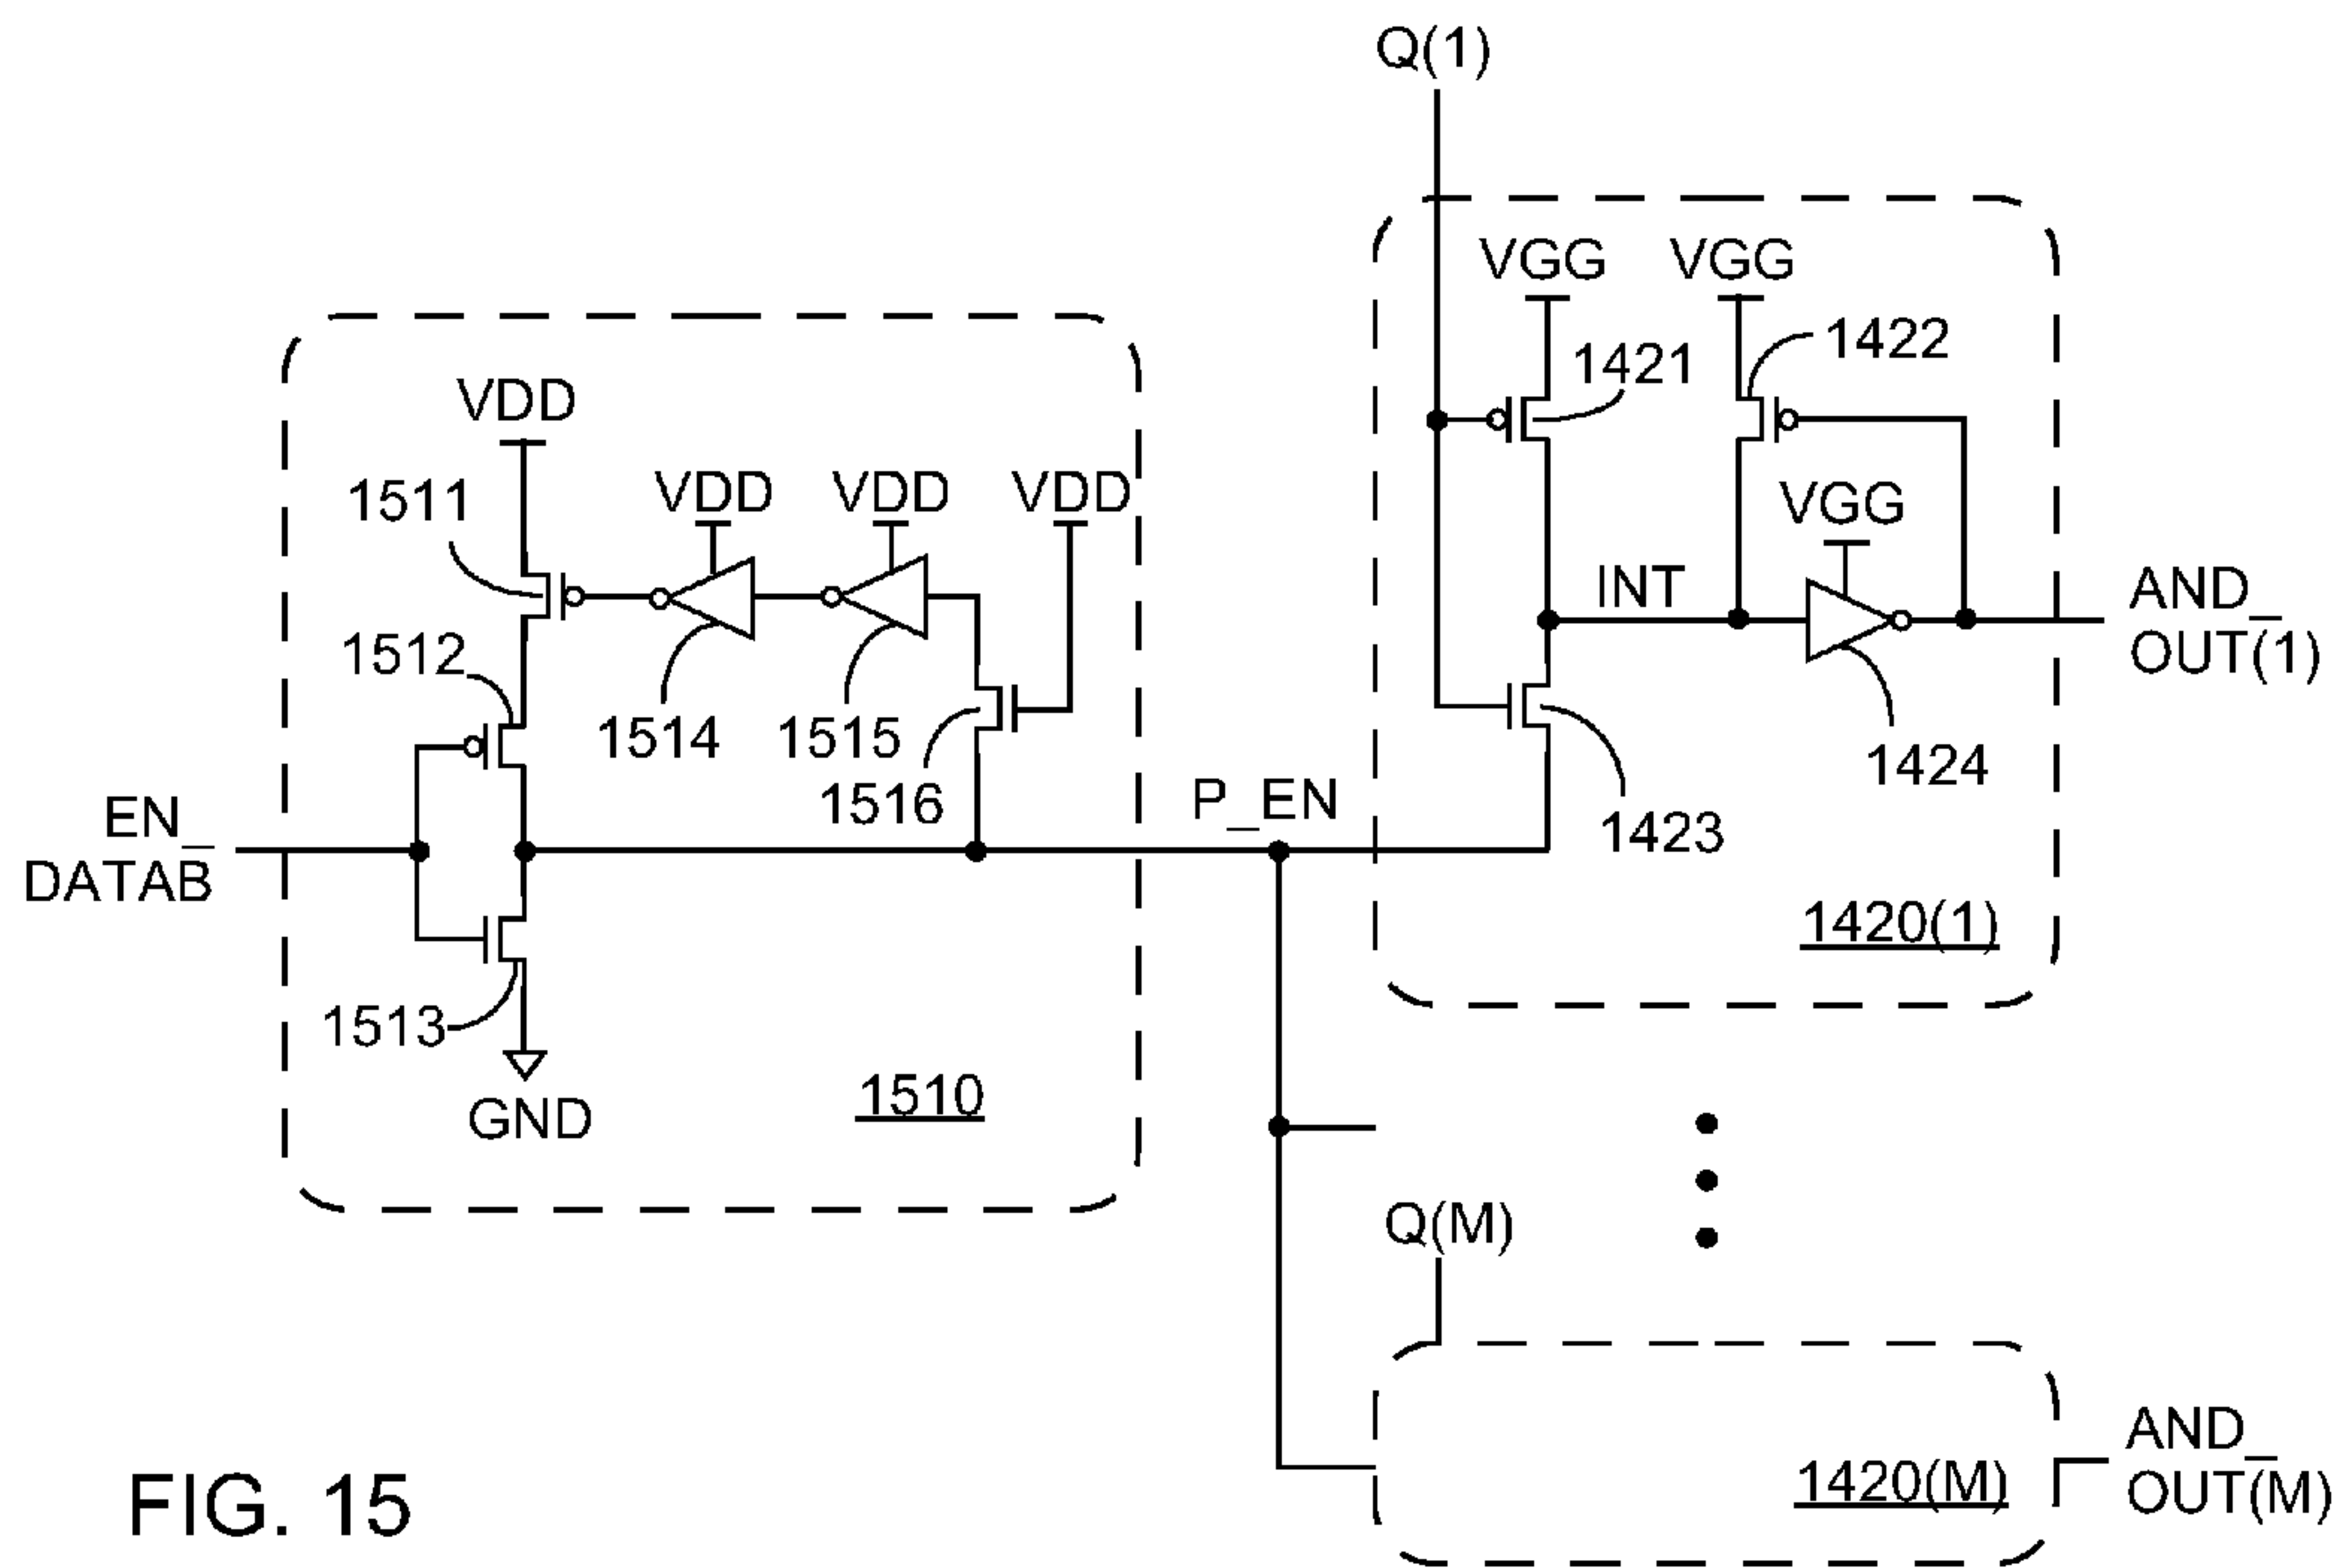 Q(1)
VGG VGG
1421
1422
VGG
INT
1424
1423
AND_
OUT(1)
1420(1)
VDD
1511
VDD VDD VDD
1512
1514
1515
1516
EN_
DATAB
P_EN
1513
GND
1510
Q(M)
1420(M)
AND_
OUT(M)
FIG. 15